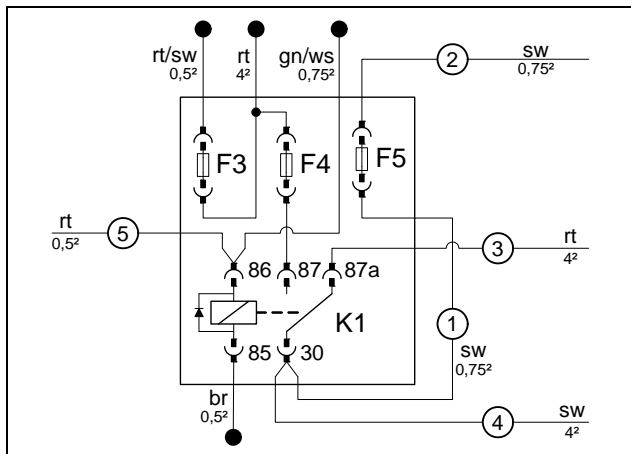 rt/sw
0,5²
rt
4²
gn/ws
0,75²
2
sw
0,75²
F3
F4
F5
rt
0,5²
5
86
87
87a
3
rt
4²
K1
1
sw
0,75²
85
30
br
0,5²
4
sw
4²